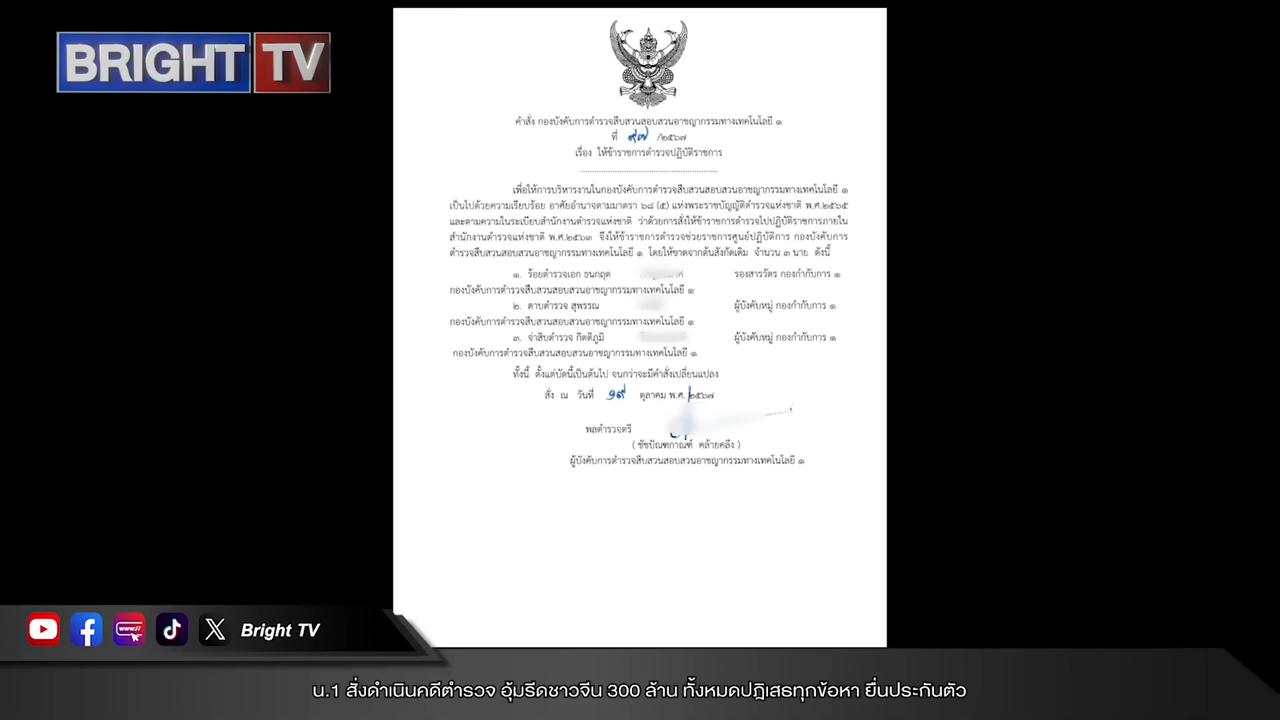 BRIGHT TV
คำสั่ง กองบังคับการตำรวจสืบสวนสอบสวนอาชญากรรมทางเทคโนโลยี ๑
ที่ ๙๗ /๒๕๖๗
เรื่อง ให้ข้าราชการตำรวจปฏิบัติราชการ
เพื่อให้การบริหารงานในกองบังคับการตำรวจสืบสวนสอบสวนอาชญากรรมทางเทคโนโลยี ๑
เป็นไปด้วยความเรียบร้อย อาศัยอำนาจตามมาตรา ๖๘ (๕) แห่งพระราชบัญญัติตำรวจแห่งชาติ พ.ศ.๒๕๖๕
และตามความในระเบียบสำนักงานตำรวจแห่งชาติ ว่าด้วยการสั่งให้ข้าราชการตำรวจไปปฏิบัติราชการภายใน
สำนักงานตำรวจแห่งชาติ พ.ศ.๒๕๖๓ จึงให้ข้าราชการตำรวจช่วยราชการศูนย์ปฏิบัติการ กองบังคับการ
ตำรวจสืบสวนสอบสวนอาชญากรรมทางเทคโนโลยี ๑ โดยให้ขาดจากต้นสังกัดเดิม จำนวน ๓ นาย ดังนี้
๑. ร้อยตำรวจเอก ธนกฤต รองสารวัตร กองกำกับการ ๑
กองบังคับการตำรวจสืบสวนสอบสวนอาชญากรรมทางเทคโนโลยี ๑
๒. ดาบตำรวจ สุพรรณ ผู้บังคับหมู่ กองกำกับการ ๑
กองบังคับการตำรวจสืบสวนสอบสวนอาชญากรรมทางเทคโนโลยี ๑
๓. จ่าสิบตำรวจ กิตติภูมิ ผู้บังคับหมู่ กองกำกับการ ๑
กองบังคับการตำรวจสืบสวนสอบสวนอาชญากรรมทางเทคโนโลยี ๑
ทั้งนี้ ตั้งแต่บัดนี้เป็นต้นไป จนกว่าจะมีคำสั่งเปลี่ยนแปลง
สั่ง ณ วันที่ ๑๙ ตุลาคม พ.ศ. ๒๕๖๗
พลตำรวจตรี
( ชัชปัณฑกาณฑ์ คล้ายคลึง )
ผู้บังคับการตำรวจสืบสวนสอบสวนอาชญากรรมทางเทคโนโลยี ๑
www.//
Bright TV
น.1 สั่งดำเนินคดีตำรวจ อุ้มรีดชาวจีน 300 ล้าน ทั้งหมดปฎิเสธทุกข้อหา ยื่นประกันตัว